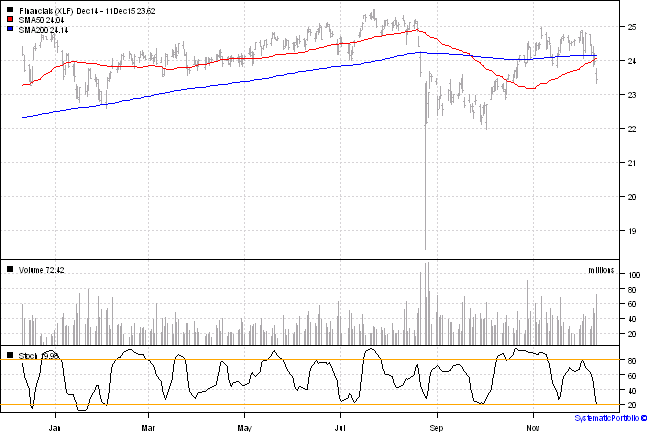 Financials (XLF) Dec14 - 11Dec15 23.62
SMA50 24.04
SMA200 24.14
25
24
23
22
21
20
19
Volume 72.42
millions
100
80
60
40
20
Stoch 19.96
80
60
40
20
Jan Mar May Jul Sep Nov
SystematicPortfolio ©